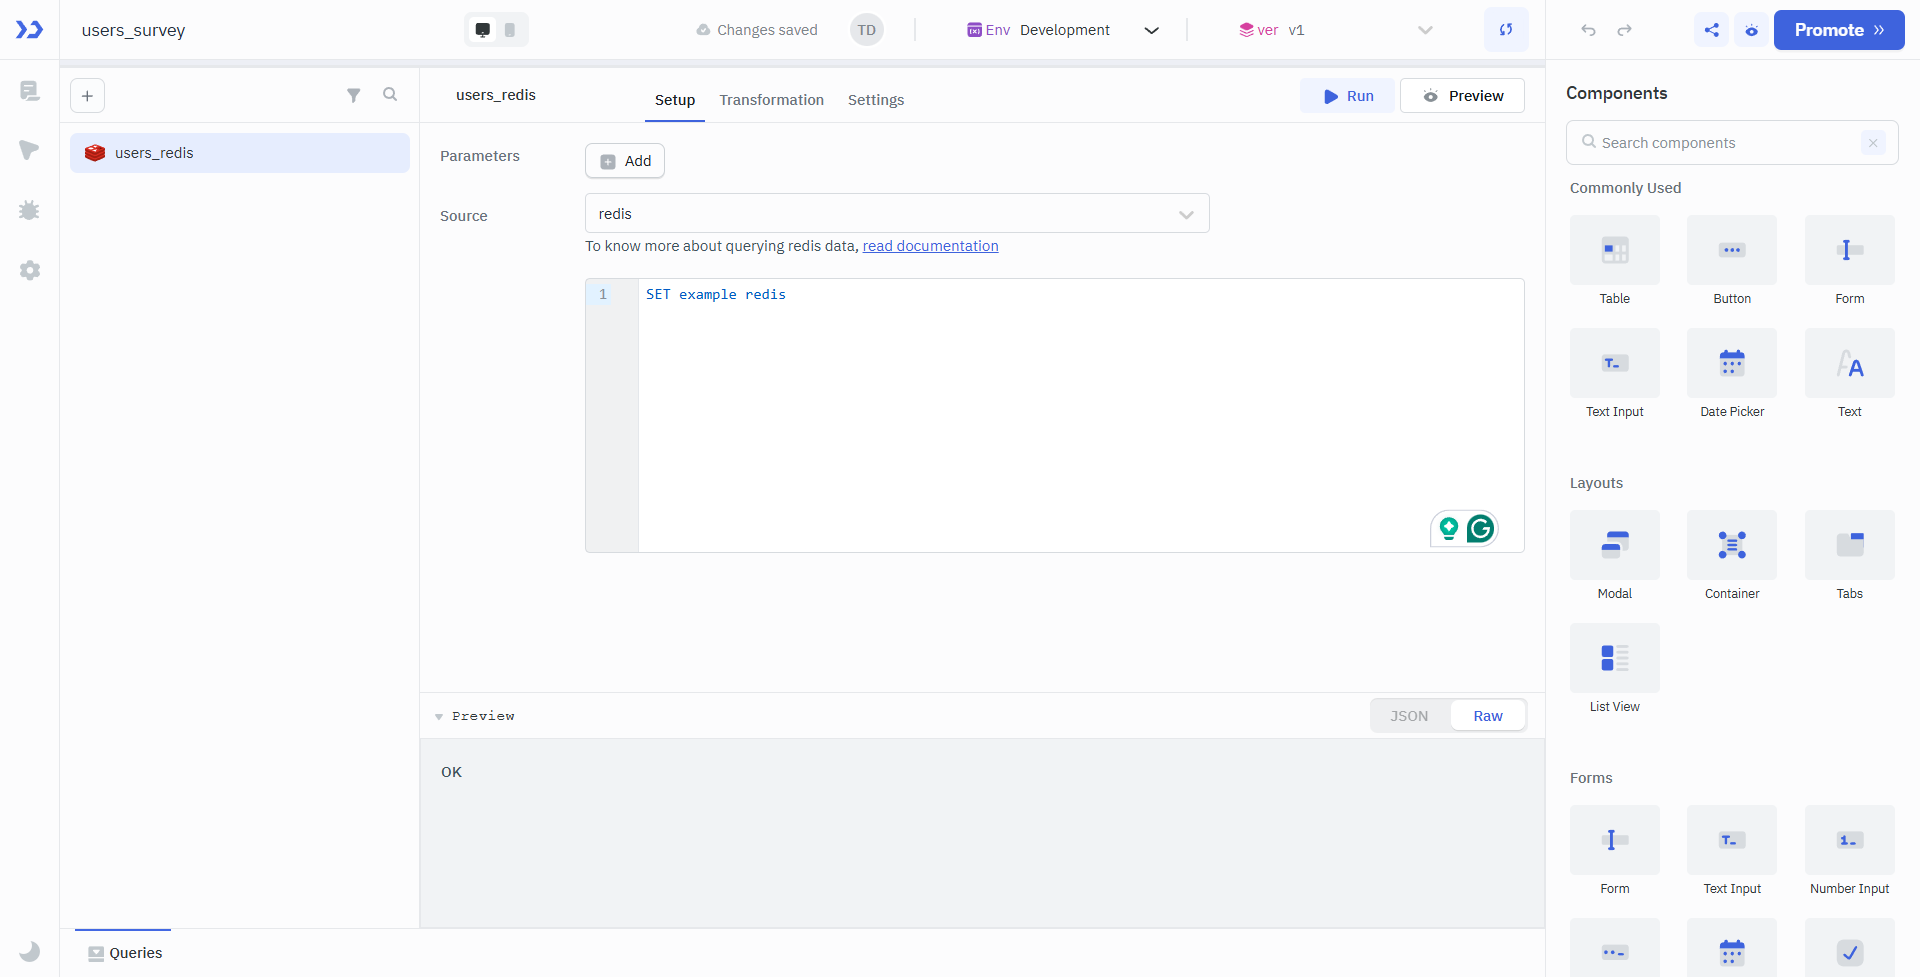 users_survey
Changes saved
TD
Env Development
ver v1
Promote
users_redis
users_redis
Setup
Transformation
Settings
Run
Preview
Parameters
Add
Source
redis
To know more about querying redis data, read documentation
1 SET example redis
Preview
JSON
Raw
OK
Queries
Components
Search components
Commonly Used
Table
Button
Form
Text Input
Date Picker
Text
Layouts
Modal
Container
Tabs
List View
Forms
Form
Text Input
Number Input